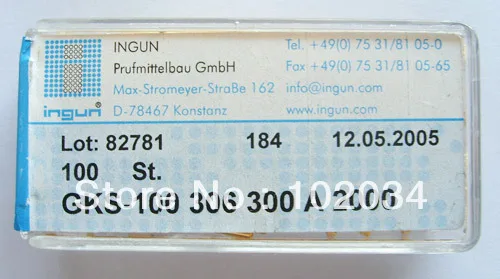 INGUN
Prufmittelbau GmbH
Max-Stromeyer-StraBe 162
D-78467 Konstanz
Tel. +49(0) 75 31/81 05-0
Fax +49(0) 75 31/81 05-65
info@ingun.com
www.ingun.com
ingun
Lot: 82781 184 12.05.2005
100 St.
GKS-100 306 300 A 2000
Store No: 102034